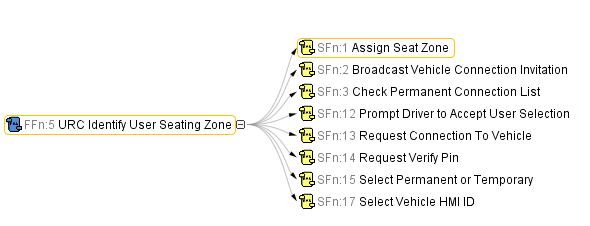 FFn:5 URC Identify User Seating Zone
SFn:1 Assign Seat Zone
SFn:2 Broadcast Vehicle Connection Invitation
SFn:3 Check Permanent Connection List
SFn:12 Prompt Driver to Accept User Selection
SFn:13 Request Connection To Vehicle
SFn:14 Request Verify Pin
SFn:15 Select Permanent or Temporary
SFn:17 Select Vehicle HMI ID